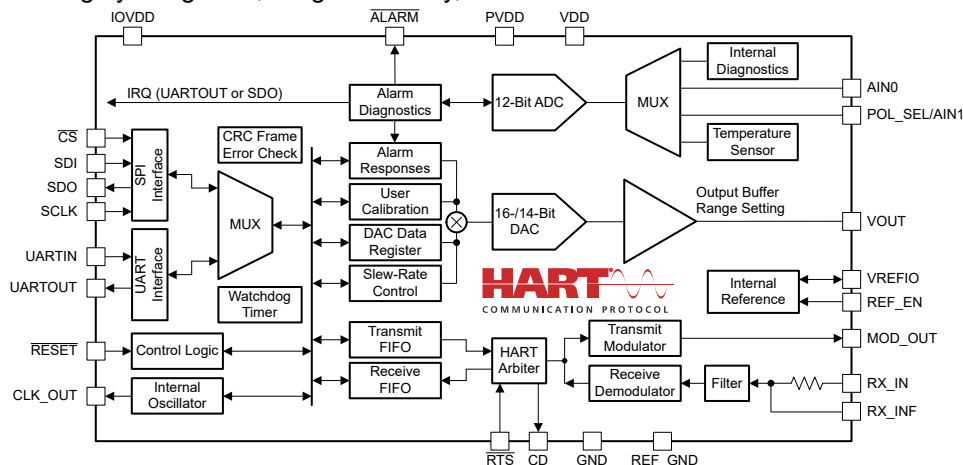 IOVDD
ALARM
PVDD
VDD
IRQ (UARTOUT or SDO)
Alarm
Diagnostics
12-Bit ADC
MUX
Internal
Diagnostics
AIN0
POL_SEL/AIN1
Temperature
Sensor
CS
SDI
SDO
SCLK
SPI
Interface
CRC Frame
Error Check
MUX
Alarm
Responses
User
Calibration
DAC Data
Register
Slew-Rate
Control
16-/14-Bit
DAC
Output Buffer
Range Setting
VOUT
UARTIN
UARTOUT
UART
Interface
Watchdog
Timer
HART
COMMUNICATION PROTOCOL
Internal
Reference
VREFIO
REF_EN
RESET
Control Logic
CLK_OUT
Internal
Oscillator
Transmit
FIFO
Receive
FIFO
HART
Arbiter
Transmit
Modulator
Receive
Demodulator
Filter
MOD_OUT
RX_IN
RX_INF
RTS
CD
GND
REF_GND